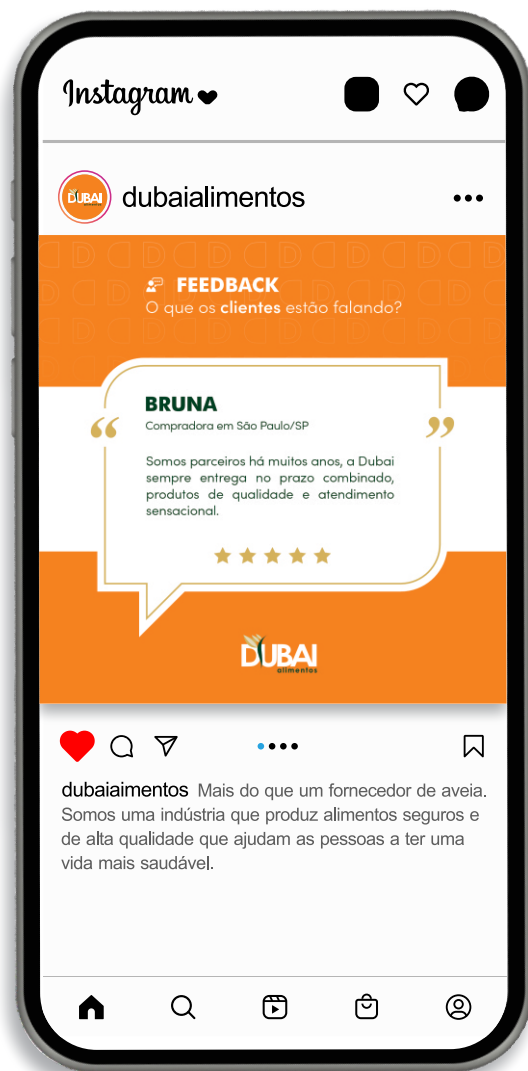 Instagram
DUBAI
dubaialimentos
FEEDBACK
O que os clientes estão falando?
“ ”
BRUNA
Compradora em São Paulo/SP
Somos parceiros há muitos anos, a Dubai
sempre entrega no prazo combinado,
produtos de qualidade e atendimento
sensacional.
DUBAI
alimentos
dubaiaimentos Mais do que um fornecedor de aveia.
Somos uma indústria que produz alimentos seguros e
de alta qualidade que ajudam as pessoas a ter uma
vida mais saudável.